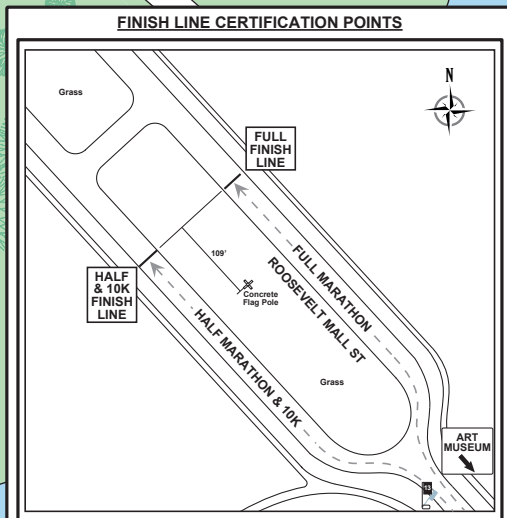 FINISH LINE CERTIFICATION POINTS
Grass
N
FULL
FINISH
LINE
109'
Concrete
Flag Pole
HALF
& 10K
FINISH
LINE
FULL MARATHON
ROOSEVELT MALL ST
HALF MARATHON & 10K
Grass
ART
MUSEUM
13